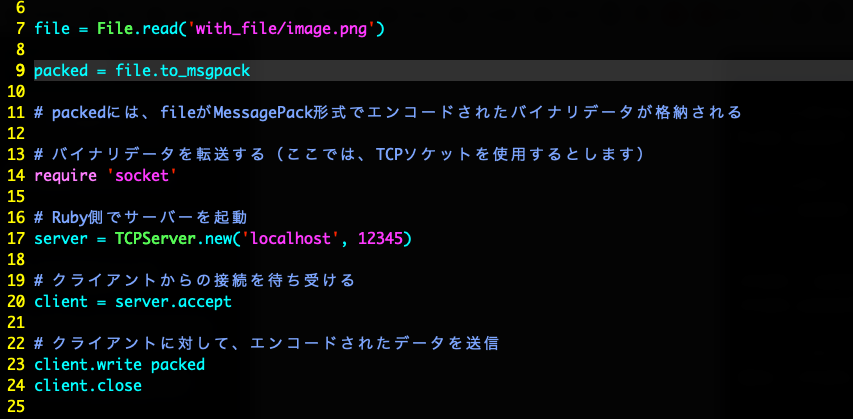 6
7 file = File.read('with_file/image.png')
8
9 packed = file.to_msgpack
10
11 # packedには、fileがMessagePack形式でエンコードされたバイナリデータが格納される
12
13 # バイナリデータを転送する（ここでは、TCPソケットを使用するとします）
14 require 'socket'
15
16 # Ruby側でサーバーを起動
17 server = TCPServer.new('localhost', 12345)
18
19 # クライアントからの接続を待ち受ける
20 client = server.accept
21
22 # クライアントに対して、エンコードされたデータを送信
23 client.write packed
24 client.close
25